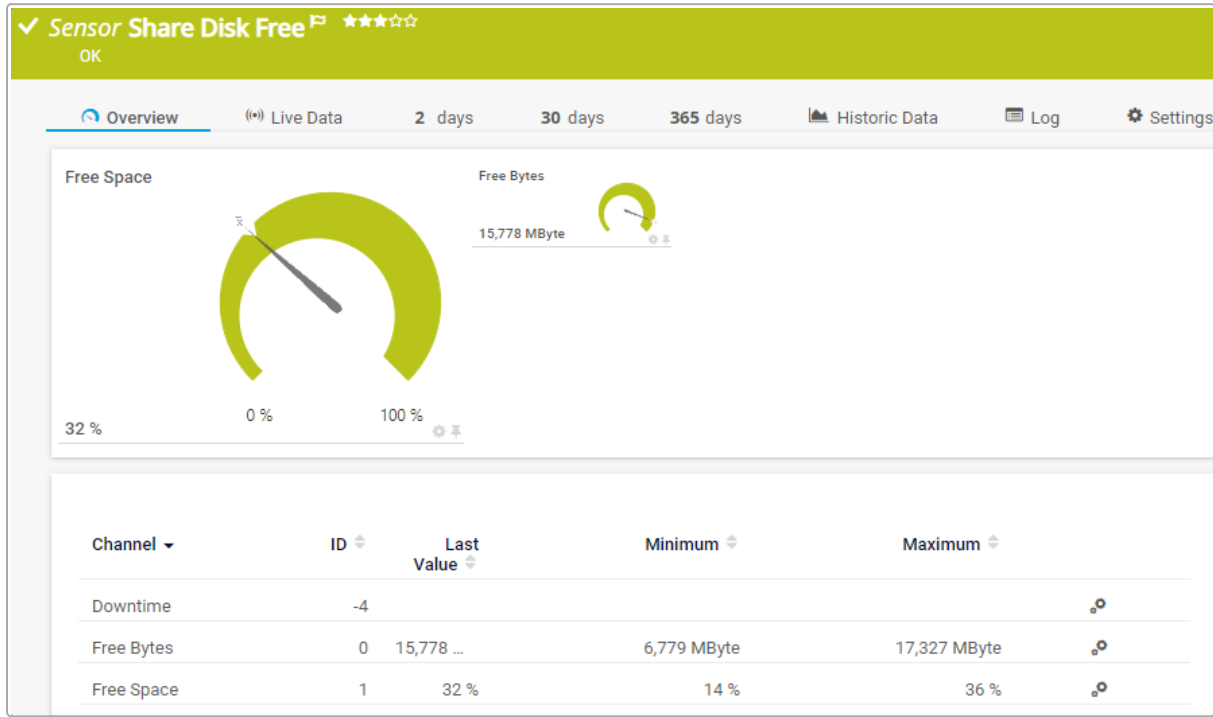 Sensor Share Disk Free
OK
Overview Live Data 2 days 30 days 365 days Historic Data Log Settings
Free Space
x̄
0 % 100 %
32 %
Free Bytes
15,778 MByte
Channel ID Last Value Minimum Maximum
Downtime -4
Free Bytes 0 15,778 ... 6,779 MByte 17,327 MByte
Free Space 1 32 % 14 % 36 %